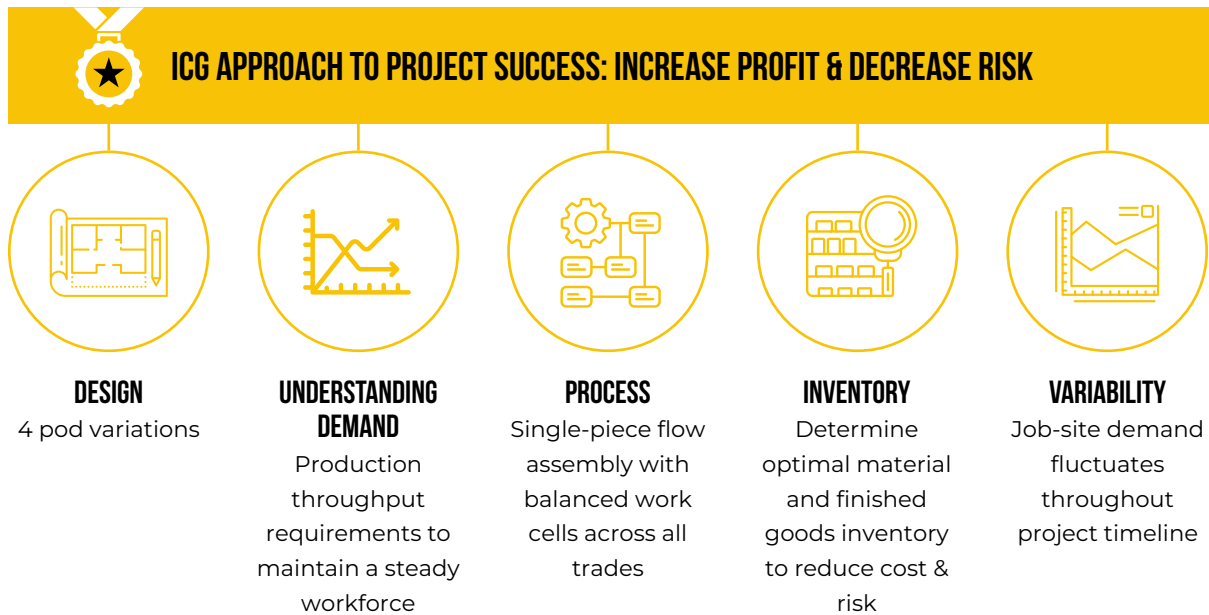 ICG APPROACH TO PROJECT SUCCESS: INCREASE PROFIT & DECREASE RISK
DESIGN
4 pod variations
UNDERSTANDING
DEMAND
Production
throughput
requirements to
maintain a steady
workforce
PROCESS
Single-piece flow
assembly with
balanced work
cells across all
trades
INVENTORY
Determine
optimal material
and finished
goods inventory
to reduce cost &
risk
VARIABILITY
Job-site demand
fluctuates
throughout
project timeline